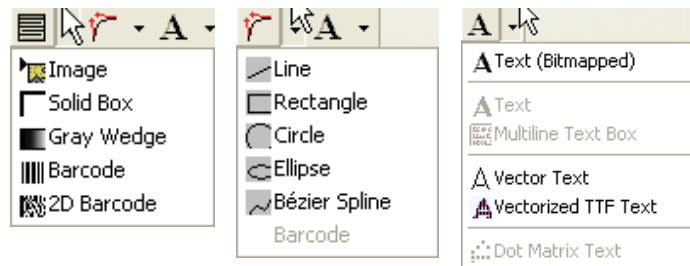 Image
Solid Box
Gray Wedge
Barcode
2D Barcode
A
A
Line
Rectangle
Circle
Ellipse
Bézier Spline
Barcode
A
Text (Bitmapped)
Text
Multiline Text Box
Vector Text
Vectorized TTF Text
Dot Matrix Text